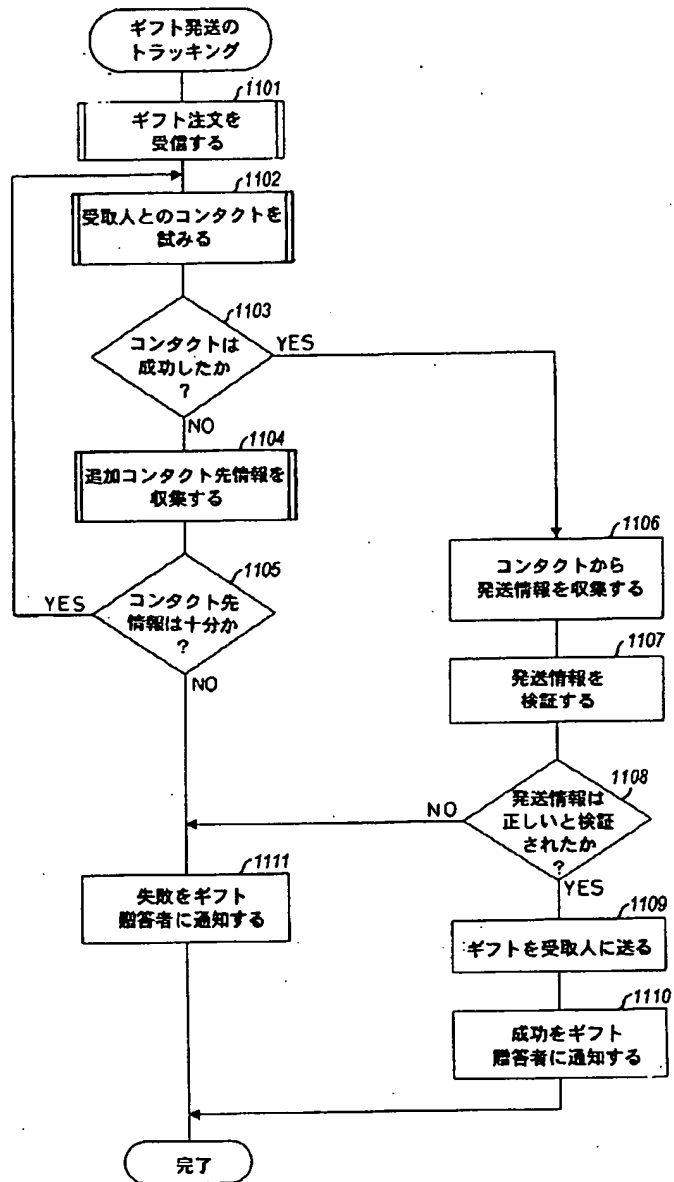 ギフト発送の
トラッキング
1101
ギフト注文を
受信する
1102
受取人とのコンタクトを
試みる
1103
コンタクトは
成功したか
?
YES
NO
1104
追加コンタクト先情報を
収集する
1105
コンタクト先
情報は十分か
?
YES
NO
1106
コンタクトから
発送情報を収集する
1107
発送情報を
検証する
1108
発送情報は
正しいと検証
されたか
?
NO
YES
1111
失敗をギフト
贈答者に通知する
1109
ギフトを受取人に送る
1110
成功をギフト
贈答者に通知する
完了